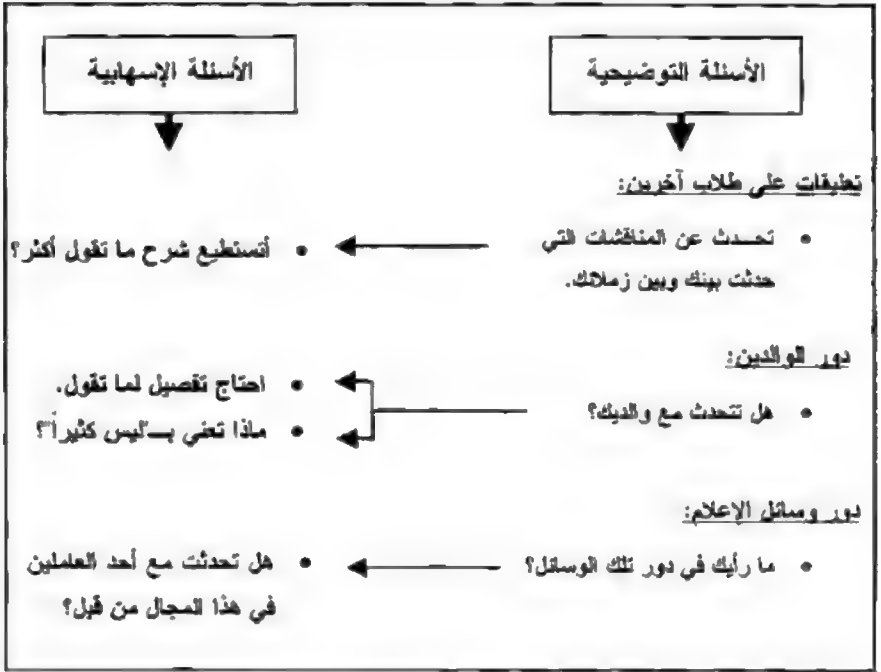 الأسئلة التوضيحية
الأسئلة الإسهابية
تعليقات على طلاب آخرين:
• تحدث عن المناقشات التي
حدثت بينك وبين زملائك.
• أتستطيع شرح ما تقول أكثر؟
دور الوالدين:
• هل تتحدث مع والديك؟
• احتاج تفصيل لما تقول.
• ماذا تعني بـ"ليس كثيراً"؟
دور وسائل الإعلام:
• ما رأيك في دور تلك الوسائل؟
• هل تحدثت مع أحد العاملين
في هذا المجال من قبل؟